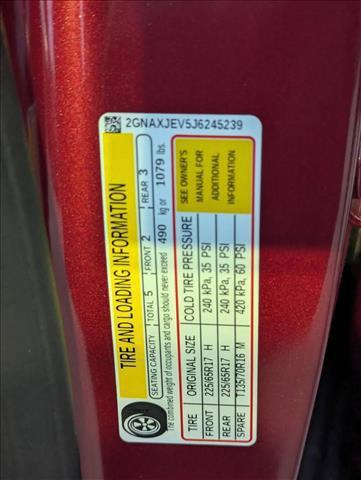 2GNAXJEV5J6245239
TIRE AND LOADING INFORMATION
SEATING CAPACITY TOTAL 5 FRONT 2 REAR 3
The combined weight of occupants and cargo should never exceed 490 kg or 1079 lbs.
TIRE ORIGINAL SIZE COLD TIRE PRESSURE
FRONT 225/65R17 H 240 kPa, 35 PSI
REAR 225/65R17 H 240 kPa, 35 PSI
SPARE T135/70R16 M 420 kPa, 60 PSI
SEE OWNER'S
MANUAL FOR
ADDITIONAL
INFORMATION